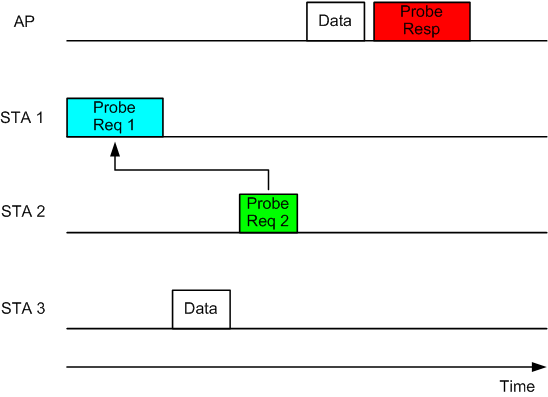 AP
Data
Probe
Resp
STA 1
Probe
Req 1
STA 2
Probe
Req 2
STA 3
Data
Time